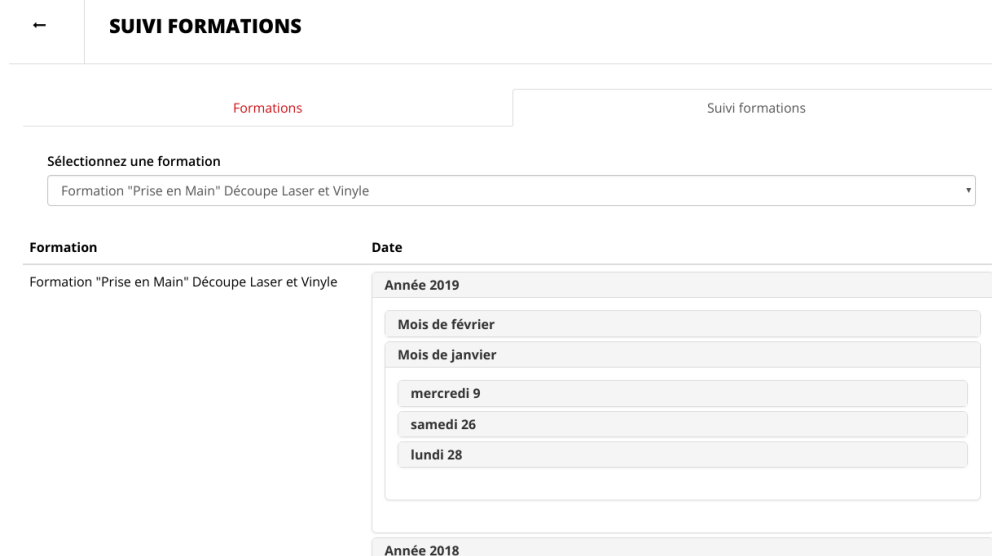 SUIVI FORMATIONS
Formations
Suivi formations
Sélectionnez une formation
Formation "Prise en Main" Découpe Laser et Vinyle
Formation
Date
Formation "Prise en Main" Découpe Laser et Vinyle
Année 2019
Mois de février
Mois de janvier
mercredi 9
samedi 26
lundi 28
Année 2018